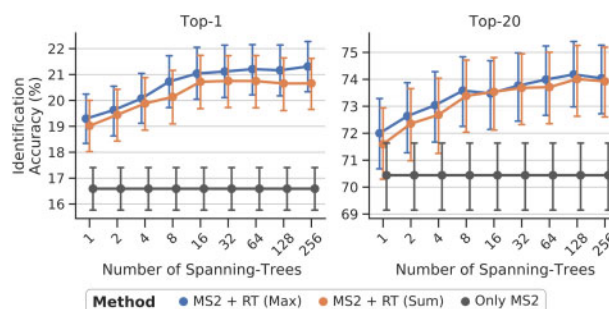 Top-1
Top-20
Identification
Accuracy (%)
22
21
20
19
18
17
16
75
74
73
72
71
70
69
1 2 4 8 16 32 64 128 256
1 2 4 8 16 32 64 128 256
Number of Spanning-Trees
Number of Spanning-Trees
Method MS2 + RT (Max) MS2 + RT (Sum) Only MS2